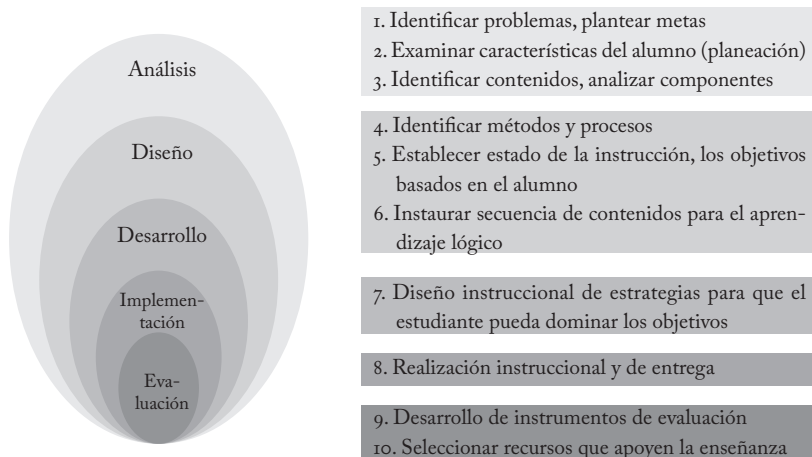 Análisis
Diseño
Desarrollo
Implemen-
tación
Eva-
luación
1. Identificar problemas, plantear metas
2. Examinar características del alumno (planeación)
3. Identificar contenidos, analizar componentes
4. Identificar métodos y procesos
5. Establecer estado de la instrucción, los objetivos
basados en el alumno
6. Instaurar secuencia de contenidos para el apren-
dizaje lógico
7. Diseño instruccional de estrategias para que el
estudiante pueda dominar los objetivos
8. Realización instruccional y de entrega
9. Desarrollo de instrumentos de evaluación
10. Seleccionar recursos que apoyen la enseñanza